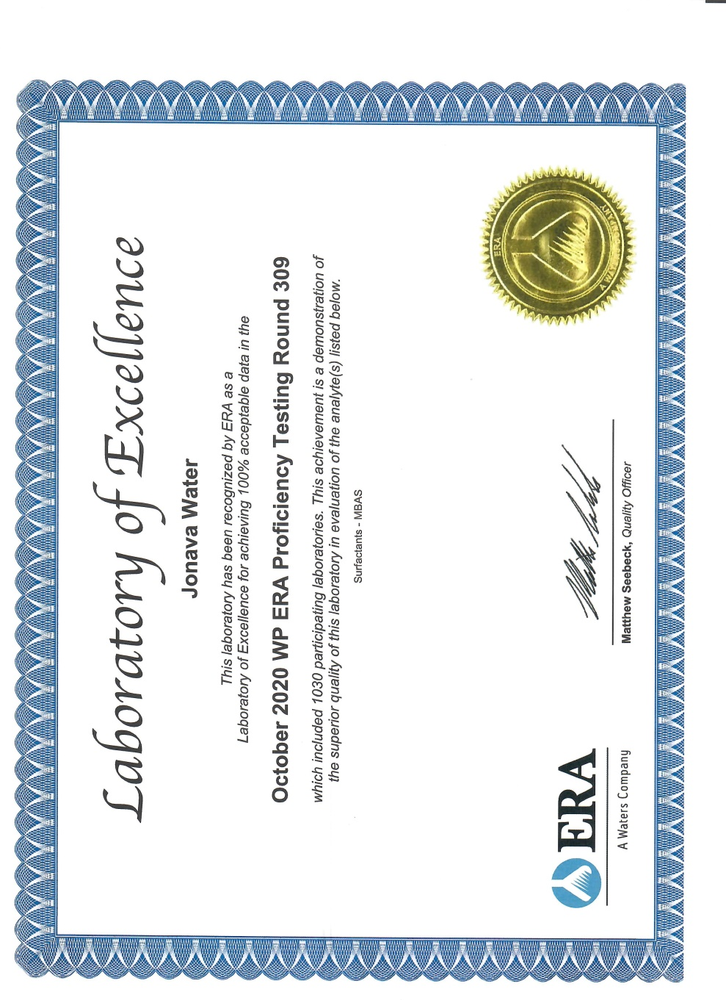 Laboratory of Excellence
Jonava Water
This laboratory has been recognized by ERA as a
Laboratory of Excellence for achieving 100% acceptable data in the
October 2020 WP ERA Proficiency Testing Round 309
which included 1030 participating laboratories. This achievement is a demonstration of
the superior quality of this laboratory in evaluation of the analyte(s) listed below.
Surfactants - MBAS
ERA
A Waters Company
Matthew Seebeck, Quality Officer
ERA
A WATERS COMPANY